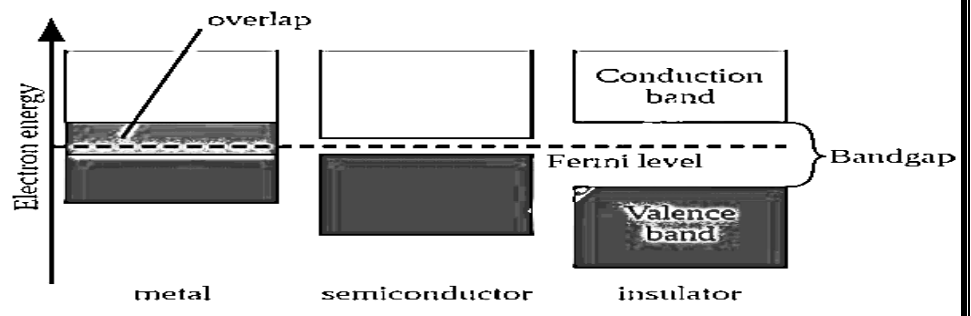 overlap
Electron energy
Conduction
band
Fermi level
Bandgap
Valence
band
metal
semiconductor
insulator